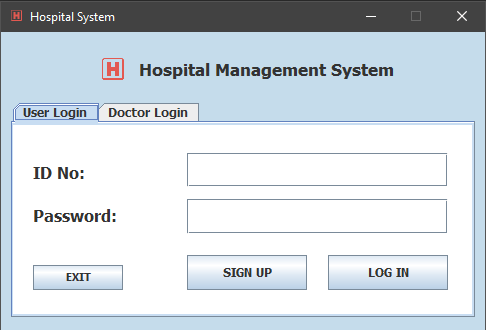 Hospital System
H Hospital Management System
User Login Doctor Login
ID No:
Password:
EXIT SIGN UP LOG IN